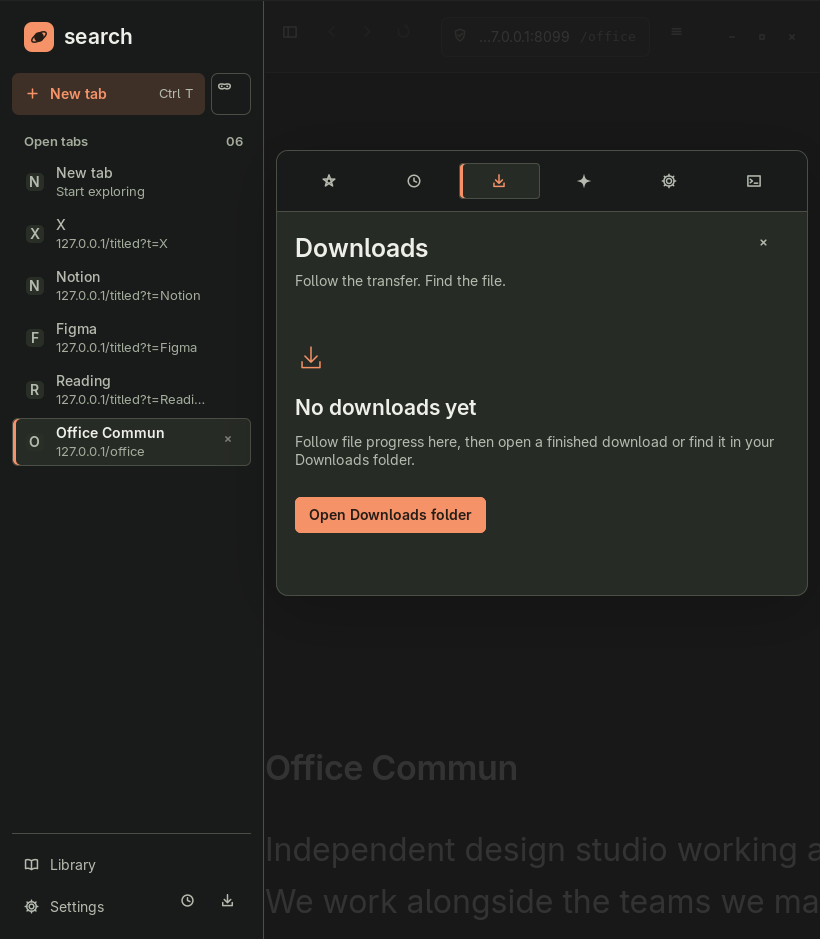 search
New tab
Ctrl T
Open tabs
06
N
New tab
Start exploring
X
X
127.0.0.1/titled?t=X
N
Notion
127.0.0.1/titled?t=Notion
F
Figma
127.0.0.1/titled?t=Figma
R
Reading
127.0.0.1/titled?t=Readi...
O
Office Commun
127.0.0.1/office
Library
Settings
...7.0.0.1:8099 /office
Downloads
Follow the transfer. Find the file.
No downloads yet
Follow file progress here, then open a finished download or find it in your
Downloads folder.
Open Downloads folder
Office Commun
Independent design studio working a
We work alongside the teams we ma